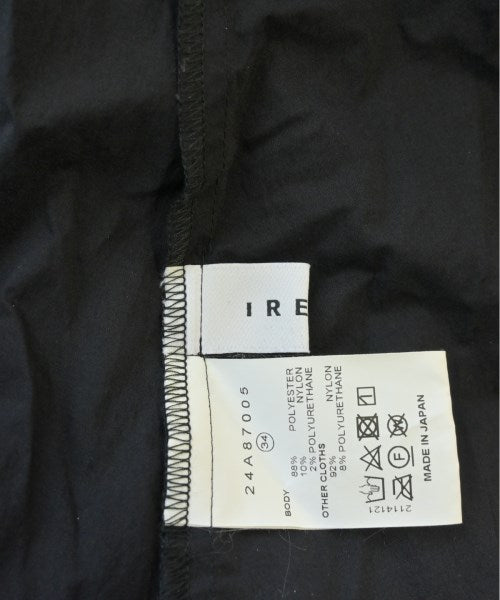 IRE
24A87005
34
BODY
88% POLYESTER
10% NYLON
2% POLYURETHANE
OTHER CLOTHS
92% NYLON
8% POLYURETHANE
2114121
MADE IN JAPAN